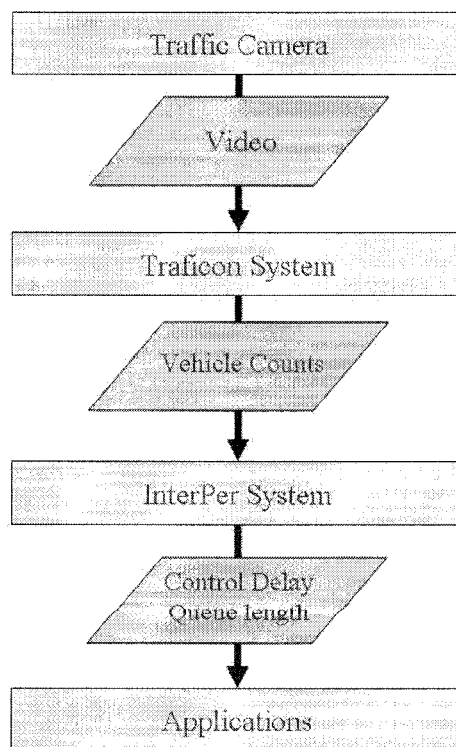 Traffic Camera
Video
Traficon System
Vehicle Counts
InterPer System
Control Delay
Queue length
Applications